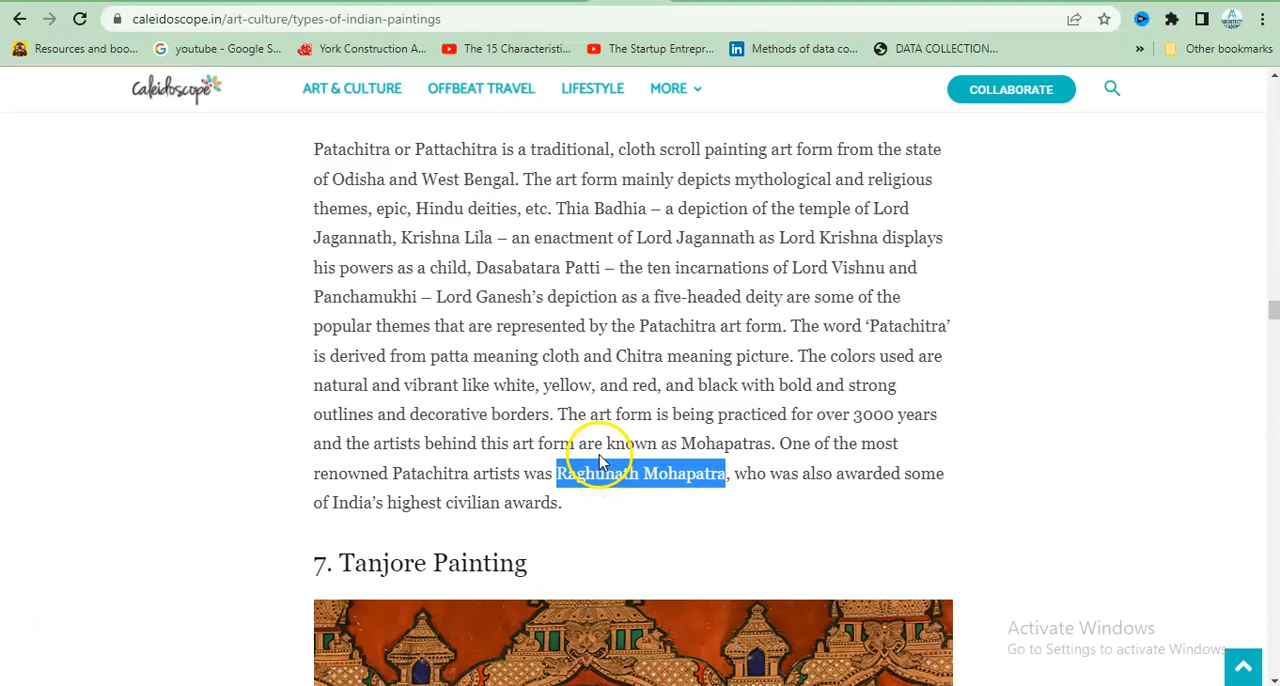 caleidoscope.in/art-culture/types-of-indian-paintings
Resources and boo...
youtube - Google S...
York Construction A...
The 15 Characteristi...
The Startup Entrepr...
Methods of data co...
DATA COLLECTION...
»
Other bookmarks
Caleidoscope
ART & CULTURE
OFFBEAT TRAVEL
LIFESTYLE
MORE
COLLABORATE
Patachitra or Pattachitra is a traditional, cloth scroll painting art form from the state
of Odisha and West Bengal. The art form mainly depicts mythological and religious
themes, epic, Hindu deities, etc. Thia Badhia – a depiction of the temple of Lord
Jagannath, Krishna Lila – an enactment of Lord Jagannath as Lord Krishna displays
his powers as a child, Dasabatara Patti – the ten incarnations of Lord Vishnu and
Panchamukhi – Lord Ganesh’s depiction as a five-headed deity are some of the
popular themes that are represented by the Patachitra art form. The word ‘Patachitra’
is derived from patta meaning cloth and Chitra meaning picture. The colors used are
natural and vibrant like white, yellow, and red, and black with bold and strong
outlines and decorative borders. The art form is being practiced for over 3000 years
and the artists behind this art form are known as Mohapatras. One of the most
renowned Patachitra artists was Raghunath Mohapatra, who was also awarded some
of India’s highest civilian awards.
7. Tanjore Painting
Activate Windows
Go to Settings to activate Windows.